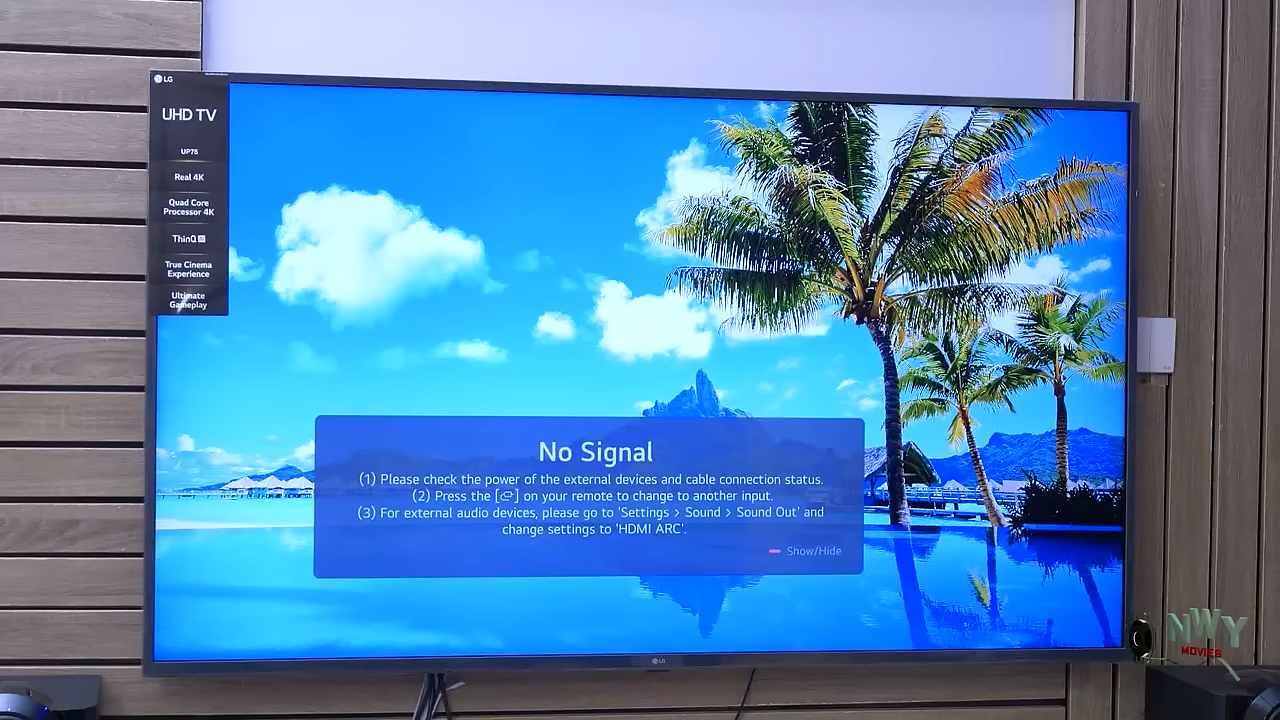 LG
UHD TV
UP75
Real 4K
Quad Core
Processor 4K
ThinQ AI
True Cinema
Experience
Ultimate
Gameplay
No Signal
(1) Please check the power of the external devices and cable connection status.
(2) Press the [ ] on your remote to change to another input.
(3) For external audio devices, please go to 'Settings > Sound > Sound Out' and
change settings to 'HDMI ARC'.
Show/Hide
LG
NWY
MOVIES